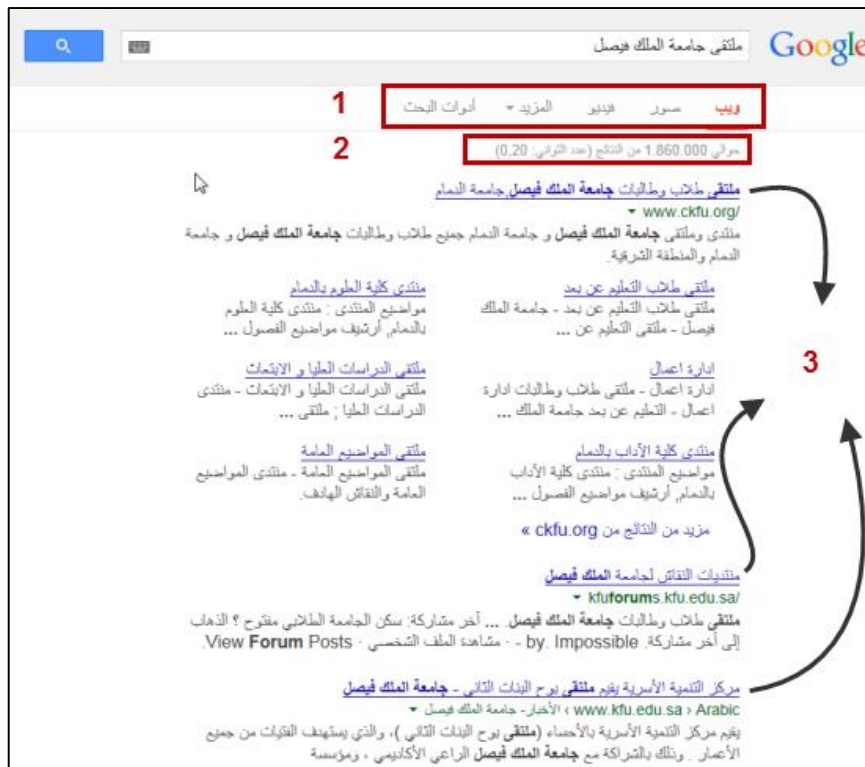 Google
ملتقى جامعة الملك فيصل
ويب صور فيديو المزيد أدوات البحث
1
حوالي 1.860.000 من النتائج (عدد الثواني: 0,20)
2
ملتقى طلاب وطالبات جامعة الملك فيصل,جامعة الدمام
www.ckfu.org/
منتدى وملتقى جامعة الملك فيصل و جامعة الدمام جميع طلاب وطالبات جامعة الملك فيصل و جامعة
الدمام والمنطقة الشرقية.
ملتقى طلاب التعليم عن بعد
ملتقى طلاب التعليم عن بعد - جامعة الملك
فيصل - ملتقى التعليم عن ...
منتدى كلية العلوم بالدمام
مواضيع المنتدى : منتدى كلية العلوم
بالدمام, أرشيف مواضيع الفصول ...
3
ادارة اعمال
ادارة اعمال - ملتقى طلاب وطالبات ادارة
اعمال - التعليم عن بعد جامعة الملك ...
ملتقى الدراسات العليا و الابتعاث
ملتقى الدراسات العليا و الابتعاث - منتدى
الدراسات العليا ; ملتقى ...
منتدى كلية الآداب بالدمام
مواضيع المنتدى : منتدى كلية الآداب
بالدمام, أرشيف مواضيع الفصول ...
ملتقى المواضيع العامة
ملتقى المواضيع العامة - منتدى المواضيع
العامة والنقاش الهادف.
مزيد من النتائج من ckfu.org »
منتديات النقاش لجامعة الملك فيصل
kfuforums.kfu.edu.sa/
ملتقى طلاب وطالبات جامعة الملك فيصل. ... آخر مشاركة: سكن الجامعة الطلابي مفتوح ؟ الذهاب
إلى آخر مشاركة. by. Impossible - · مشاهدة الملف الشخصي · View Forum Posts.
مركز التنمية الأسرية يقيم ملتقى بوح البنات الثاني - جامعة الملك فيصل
www.kfu.edu.sa › Arabic › الأخبار - جامعة الملك فيصل
يقيم مركز التنمية الأسرية بالأحساء (ملتقى بوح البنات الثاني )، والذي يستهدف الفتيات من جميع
الأعمار . وذلك بالشراكة مع جامعة الملك فيصل الراعي الأكاديمي ، ومؤسسة